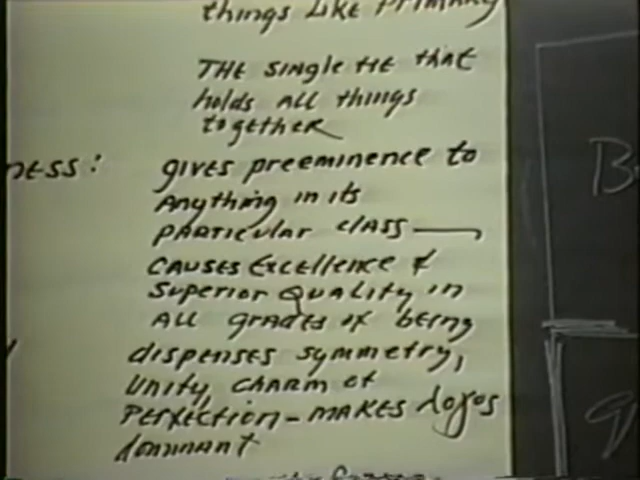 things like primary
THE single tie that
holds ALL things
together
ness: gives preeminence to
Anything in its
particular class —
CAUSES Excellence &
Superior QUALITY in
ALL grades of being
dispenses symmetry,
Unity, CHARM of
Perfection - MAKES logos
dominant
B